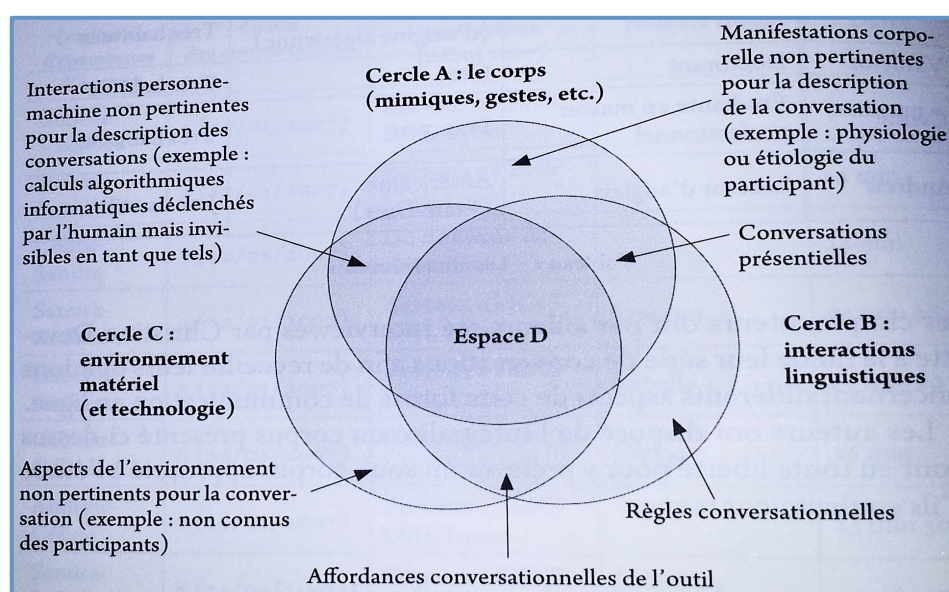 Manifestations corpo-
relle non pertinentes
pour la description
de la conversation
(exemple : physiologie
ou étiologie du
participant)
Cercle A : le corps
(mimiques, gestes, etc.)
Interactions personne-
machine non pertinentes
pour la description des
conversations (exemple :
calculs algorithmiques
informatiques déclenchés
par l'humain mais invi-
sibles en tant que tels)
Conversations
présentielles
Espace D
Cercle B :
interactions
linguistiques
Cercle C :
environnement
matériel
(et technologie)
Aspects de l'environnement
non pertinents pour la conver-
sation (exemple : non connus
des participants)
Règles conversationnelles
Affordances conversationnelles de l'outil